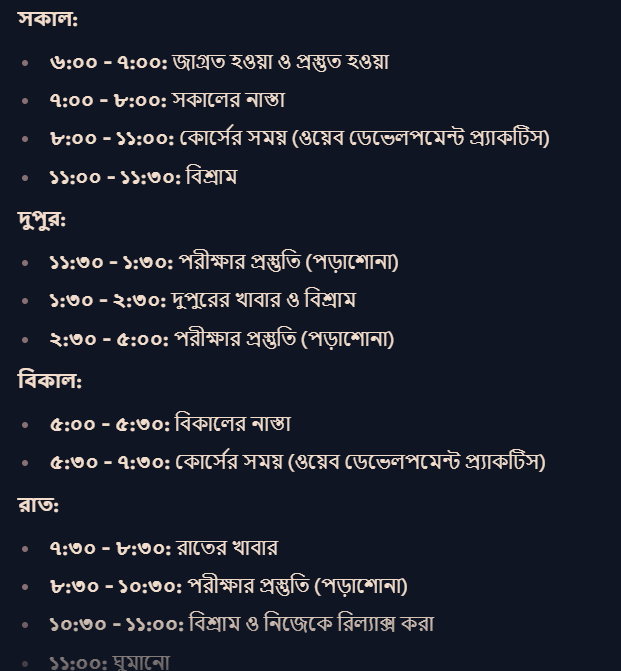 সকাল:
৬:০০ - ৭:০০: জাগ্রত হওয়া ও প্রস্তুত হওয়া
৭:০০ - ৮:০০: সকালের নাস্তা
৮:০০ - ১১:০০: কোর্সের সময় (ওয়েব ডেভেলপমেন্ট প্র্যাকটিস)
১১:০০ - ১১:৩০: বিশ্রাম
দুপুর:
১১:৩০ - ১:৩০: পরীক্ষার প্রস্তুতি (পড়াশোনা)
১:৩০ - ২:৩০: দুপুরের খাবার ও বিশ্রাম
২:৩০ - ৫:০০: পরীক্ষার প্রস্তুতি (পড়াশোনা)
বিকাল:
৫:০০ - ৫:৩০: বিকালের নাস্তা
৫:৩০ - ৭:৩০: কোর্সের সময় (ওয়েব ডেভেলপমেন্ট প্র্যাকটিস)
রাত:
৭:৩০ - ৮:৩০: রাতের খাবার
৮:৩০ - ১০:৩০: পরীক্ষার প্রস্তুতি (পড়াশোনা)
১০:৩০ - ১১:০০: বিশ্রাম ও নিজেকে রিল্যাক্স করা
১১:০০: ঘুমানো